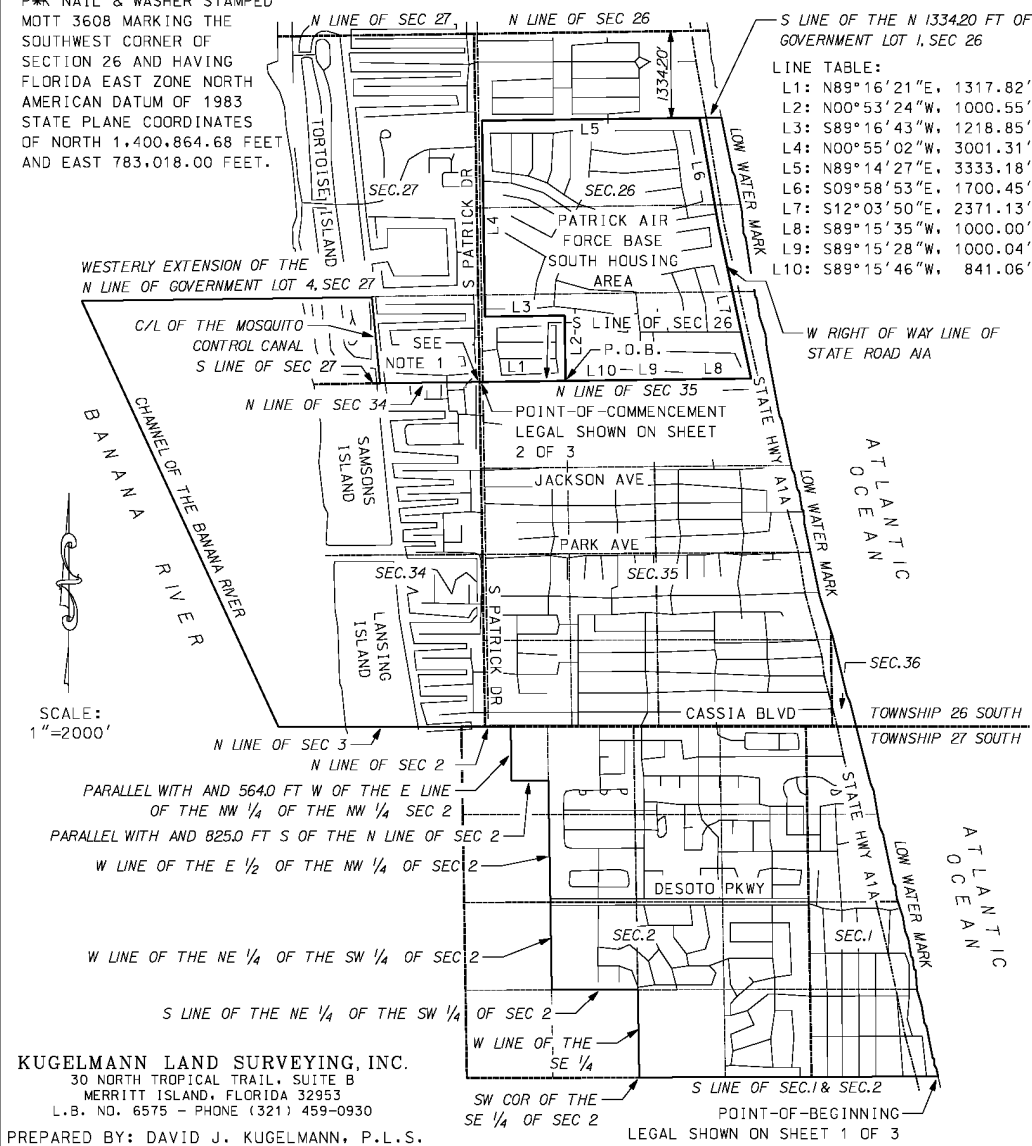 P*K NAIL & WASHER STAMPED
MOTT 3608 MARKING THE
SOUTHWEST CORNER OF
SECTION 26 AND HAVING
FLORIDA EAST ZONE NORTH
AMERICAN DATUM OF 1983
STATE PLANE COORDINATES
OF NORTH 1,400,864.68 FEET
AND EAST 783,018.00 FEET.
N LINE OF SEC 27
N LINE OF SEC 26
1334.20'
S LINE OF THE N 1334.20 FT OF
GOVERNMENT LOT 1, SEC 26
LINE TABLE:
L1: N89°16'21"E, 1317.82'
L2: N00°53'24"W, 1000.55'
L3: S89°16'43"W, 1218.85'
L4: N00°55'02"W, 3001.31'
L5: N89°14'27"E, 3333.18'
L6: S09°58'53"E, 1700.45'
L7: S12°03'50"E, 2371.13'
L8: S89°15'35"W, 1000.00'
L9: S89°15'28"W, 1000.04'
L10: S89°15'46"W, 841.06'
TORTOISE ISLAND
SEC.27
S PATRICK DR
L5
L6
L4
SEC.26
LOW WATER MARK
PATRICK AIR
FORCE BASE
SOUTH HOUSING
AREA
WESTERLY EXTENSION OF THE
N LINE OF GOVERNMENT LOT 4, SEC 27
C/L OF THE MOSQUITO
CONTROL CANAL
S LINE OF SEC 27
SEE
NOTE 1
L3
L7
S LINE OF SEC 26
L2
P.O.B.
L1
L10
L9
L8
W RIGHT OF WAY LINE OF
STATE ROAD A1A
N LINE OF SEC 34
N LINE OF SEC 35
POINT-OF-COMMENCEMENT
LEGAL SHOWN ON SHEET
2 OF 3
BANANA RIVER
CHANNEL OF THE BANANA RIVER
SAMSONS
ISLAND
STATE HWY A1A
LOW WATER MARK
ATLANTIC
OCEAN
JACKSON AVE
PARK AVE
SEC.34
SEC.35
LANSING
ISLAND
S PATRICK DR
SEC.36
SCALE:
1"=2000'
CASSIA BLVD
TOWNSHIP 26 SOUTH
TOWNSHIP 27 SOUTH
N LINE OF SEC 3
N LINE OF SEC 2
PARALLEL WITH AND 564.0 FT W OF THE E LINE
OF THE NW 1/4 OF THE NW 1/4 SEC 2
PARALLEL WITH AND 825.0 FT S OF THE N LINE OF SEC 2
W LINE OF THE E 1/2 OF THE NW 1/4 OF SEC 2
STATE HWY A1A
LOW WATER MARK
ATLANTIC
OCEAN
DESOTO PKWY
SEC.2
SEC.1
W LINE OF THE NE 1/4 OF THE SW 1/4 OF SEC 2
S LINE OF THE NE 1/4 OF THE SW 1/4 OF SEC 2
W LINE OF THE
SE 1/4
KUGELMANN LAND SURVEYING, INC.
30 NORTH TROPICAL TRAIL, SUITE B
MERRITT ISLAND, FLORIDA 32953
L.B. NO. 6575 - PHONE (321) 459-0930
PREPARED BY: DAVID J. KUGELMANN, P.L.S.
SW COR OF THE
SE 1/4 OF SEC 2
S LINE OF SEC.1 & SEC.2
POINT-OF-BEGINNING
LEGAL SHOWN ON SHEET 1 OF 3